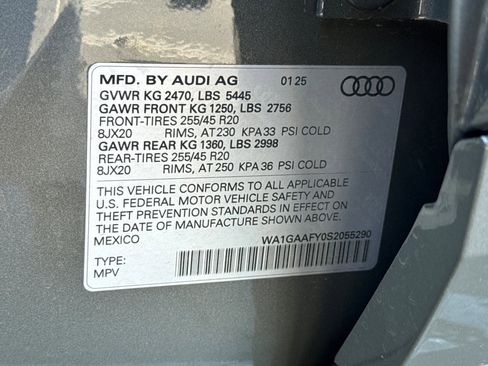 MFD. BY AUDI AG 01 25
GVWR KG 2470, LBS 5445
GAWR FRONT KG 1250, LBS 2756
FRONT-TIRES 255/45 R20
8JX20 RIMS, AT 230 KPA 33 PSI COLD
GAWR REAR KG 1360, LBS 2998
REAR-TIRES 255/45 R20
8JX20 RIMS, AT 250 KPA 36 PSI COLD
THIS VEHICLE CONFORMS TO ALL APPLICABLE
U.S. FEDERAL MOTOR VEHICLE SAFETY AND
THEFT PREVENTION STANDARDS IN EFFECT ON
THE DATE OF MANUFACTURE SHOWN ABOVE.
MEXICO WA1GAAFY0S2055290
TYPE:
MPV